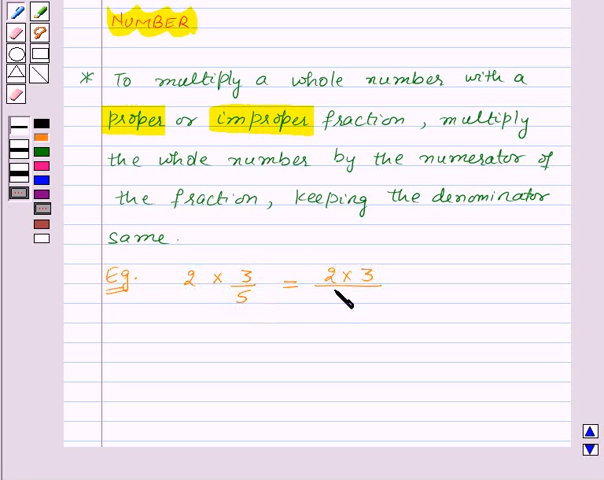 NUMBER
* To multiply a whole number with a
proper or improper fraction, multiply
the whole number by the numerator of
the fraction, keeping the denominator
same.
Eg. 2 × 3/5 = 2 × 3/